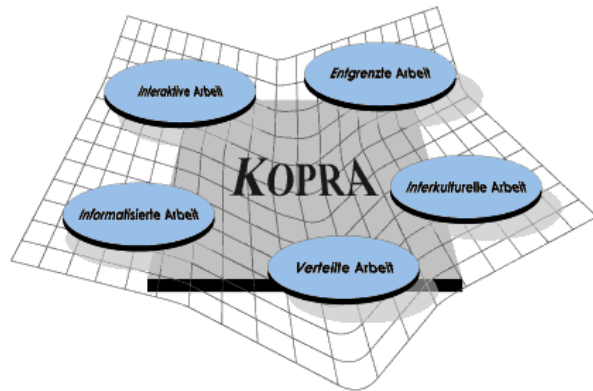 Entgrenzte Arbeit
Interaktive Arbeit
KOPRA
Interkulturelle Arbeit
Informatisierte Arbeit
Verteilte Arbeit